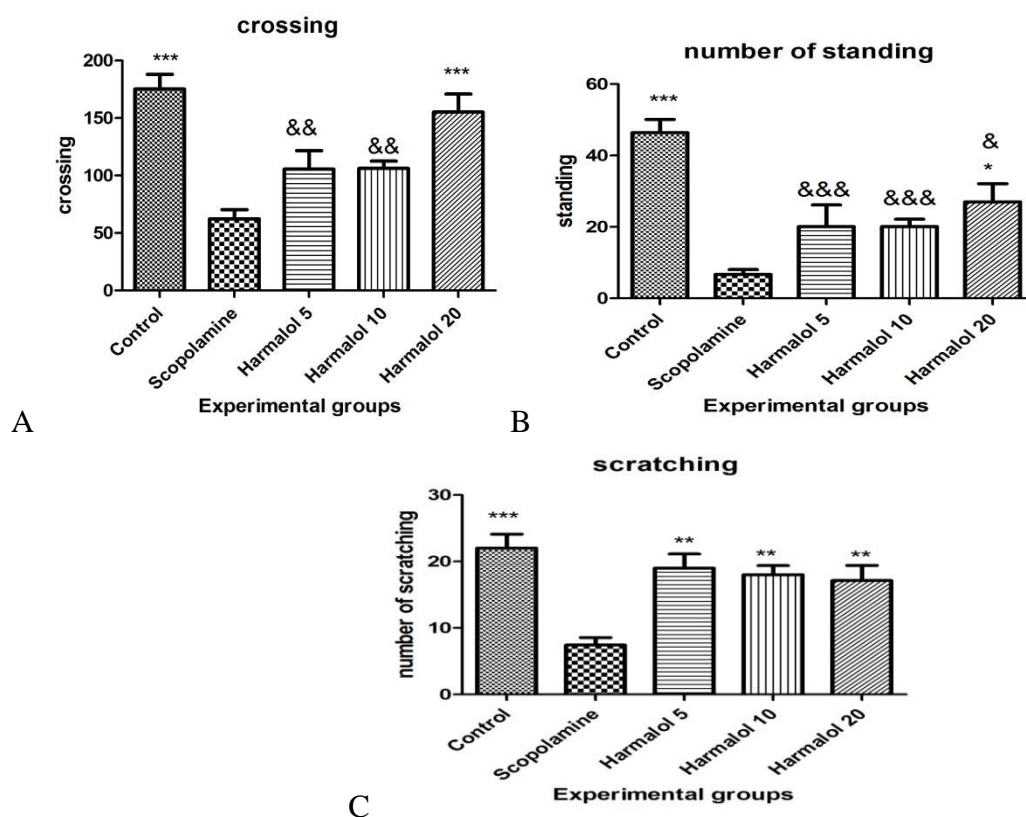 crossing
crossing
200
150
100
50
0
***
&&
&&
***
Control
Scopolamine
Harmalol 5
Harmalol 10
Harmalol 20
Experimental groups
A
number of standing
standing
60
40
20
0
***
&&&
&&&
&
*
Control
Scopolamine
Harmalol 5
Harmalol 10
Harmalol 20
Experimental groups
B
scratching
number of scratching
30
20
10
0
***
**
**
**
Control
Scopolamine
Harmalol 5
Harmalol 10
Harmalol 20
Experimental groups
C